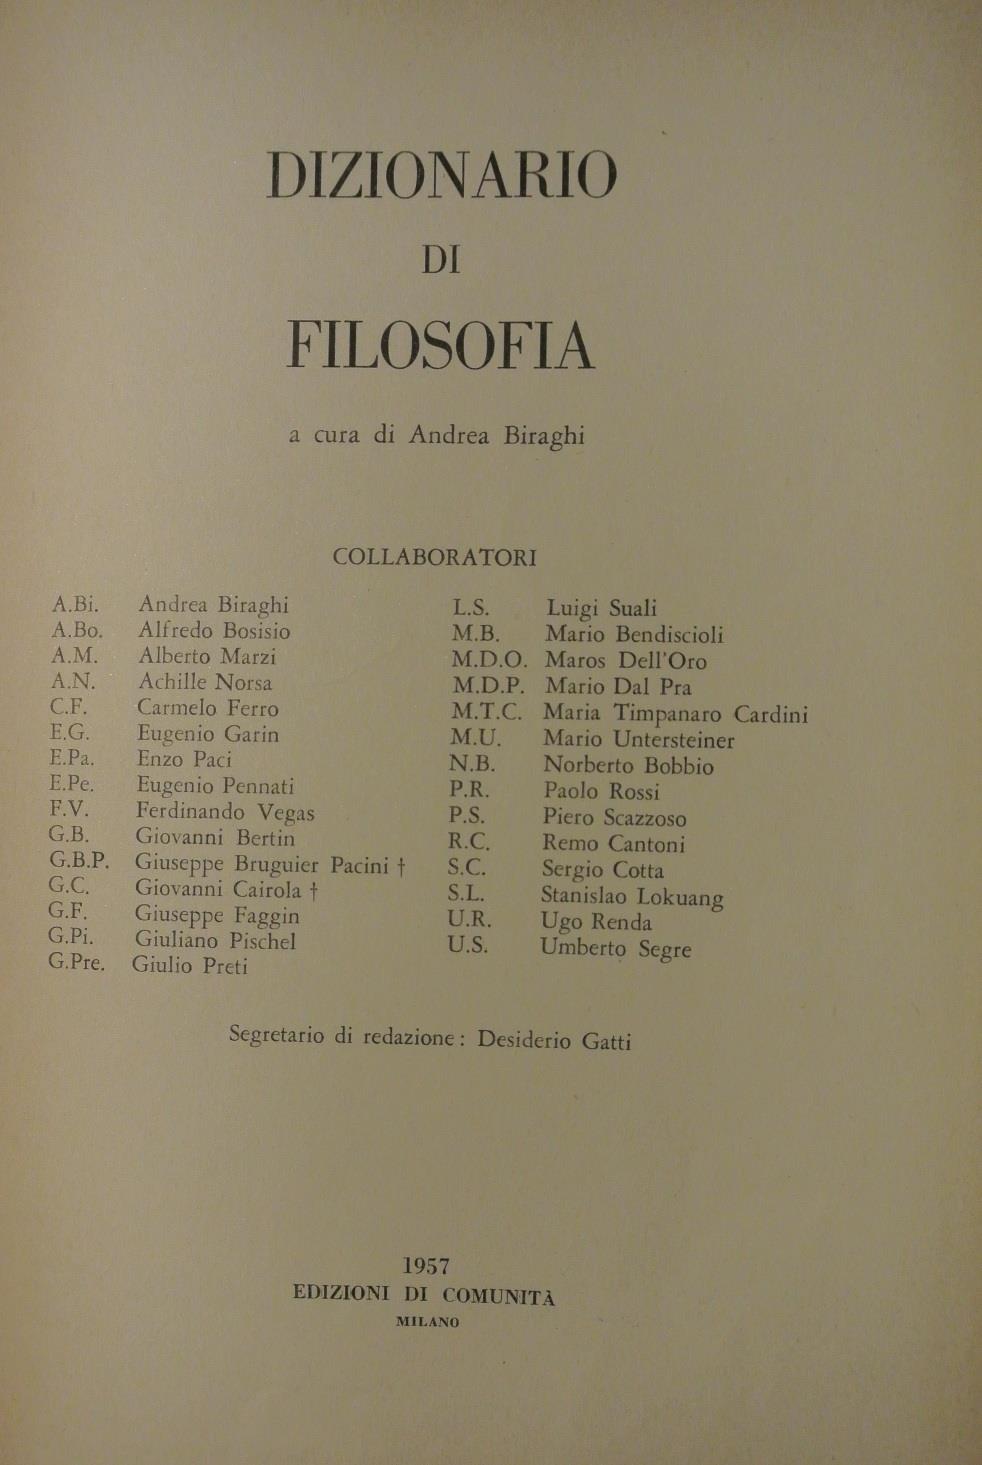 DIZIONARIO
DI
FILOSOFIA
a cura di Andrea Biraghi
COLLABORATORI
A.Bi. Andrea Biraghi
A.Bo. Alfredo Bosisio
A.M. Alberto Marzi
A.N. Achille Norsa
C.F. Carmelo Ferro
E.G. Eugenio Garin
E.Pa. Enzo Paci
E.Pe. Eugenio Pennati
F.V. Ferdinando Vegas
G.B. Giovanni Bertin
G.B.P. Giuseppe Bruguier Pacini †
G.C. Giovanni Cairola †
G.F. Giuseppe Faggin
G.Pi. Giuliano Pischel
G.Pre. Giulio Preti
L.S. Luigi Suali
M.B. Mario Bendiscioli
M.D.O. Maros Dell'Oro
M.D.P. Mario Dal Pra
M.T.C. Maria Timpanaro Cardini
M.U. Mario Untersteiner
N.B. Norberto Bobbio
P.R. Paolo Rossi
P.S. Piero Scazzoso
R.C. Remo Cantoni
S.C. Sergio Cotta
S.L. Stanislao Lokuang
U.R. Ugo Renda
U.S. Umberto Segre
Segretario di redazione: Desiderio Gatti
1957
EDIZIONI DI COMUNITÀ
MILANO